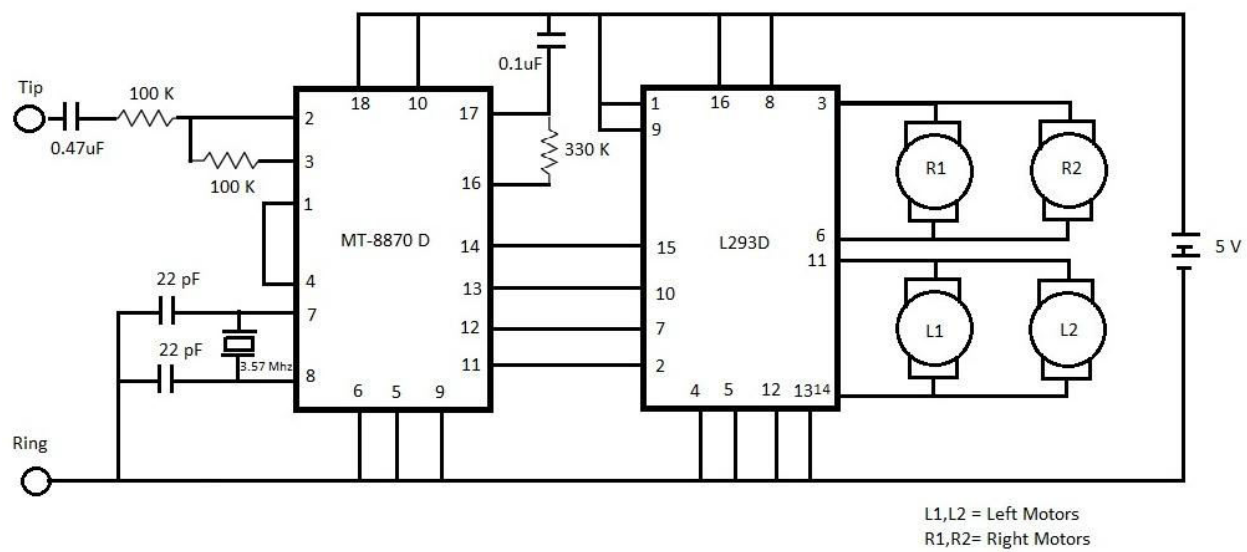 Tip
0.47uF
100 K
100 K
22 pF
22 pF
3.57 Mhz
Ring
18 10
2
3
1
4
7
8
17
16
14
13
12
11
6 5 9
MT-8870 D
0.1uF
330 K
16 8
1
9
15
10
7
2
3
6
11
4 5 12 13 14
L293D
R1
R2
L1
L2
5 V
L1,L2 = Left Motors
R1,R2= Right Motors